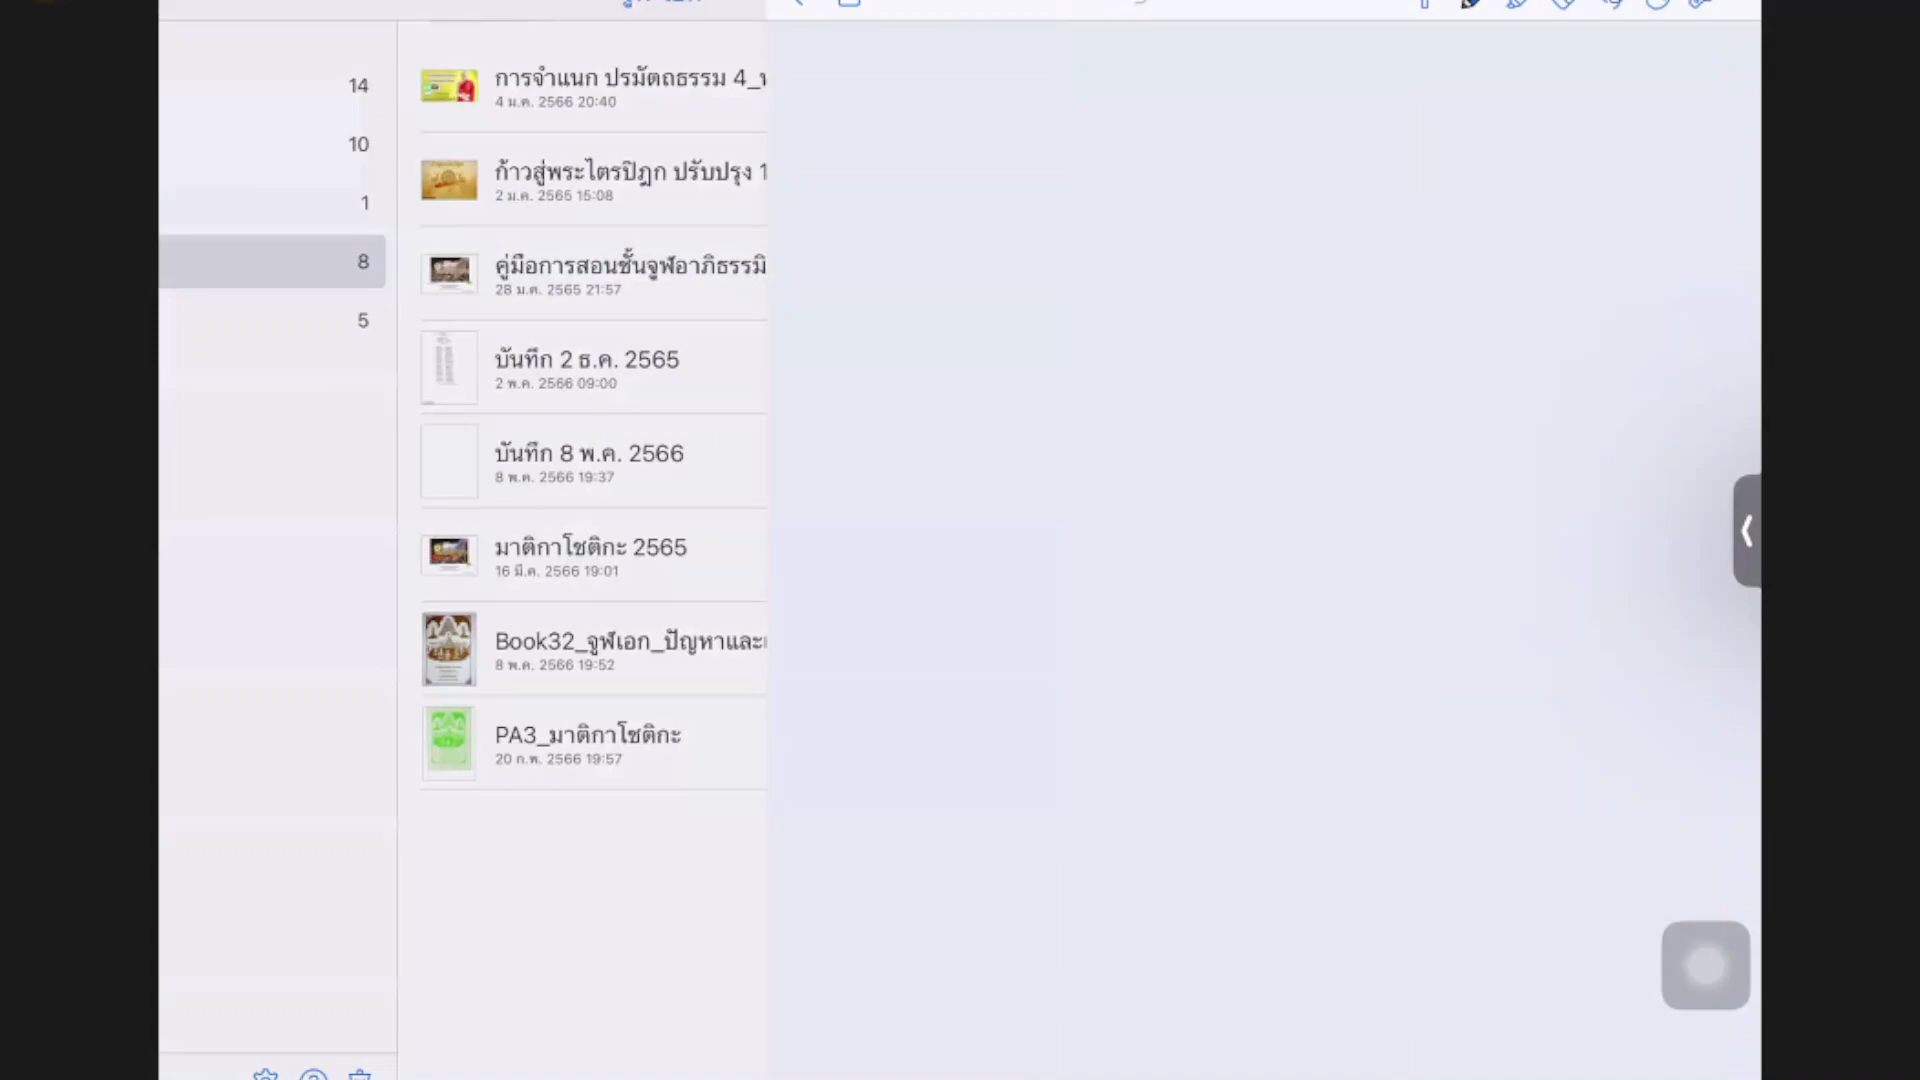 14
10
1
8
5
การจำแนก ปรมัตถธรรม 4_
4 ม.ค. 2566 20:40
ก้าวสู่พระไตรปิฎก ปรับปรุง 1
2 ม.ค. 2565 15:08
คู่มือการสอนชั้นจูฬอาภิธรรมิ
28 ม.ค. 2565 21:57
บันทึก 2 ธ.ค. 2565
2 พ.ค. 2566 09:00
บันทึก 8 พ.ค. 2566
8 พ.ค. 2566 19:37
มาติกาโชติกะ 2565
16 มี.ค. 2566 19:01
Book32_จูฬเอก_ปัญหาและ
8 พ.ค. 2566 19:52
PA3_มาติกาโชติกะ
20 ก.พ. 2566 19:57